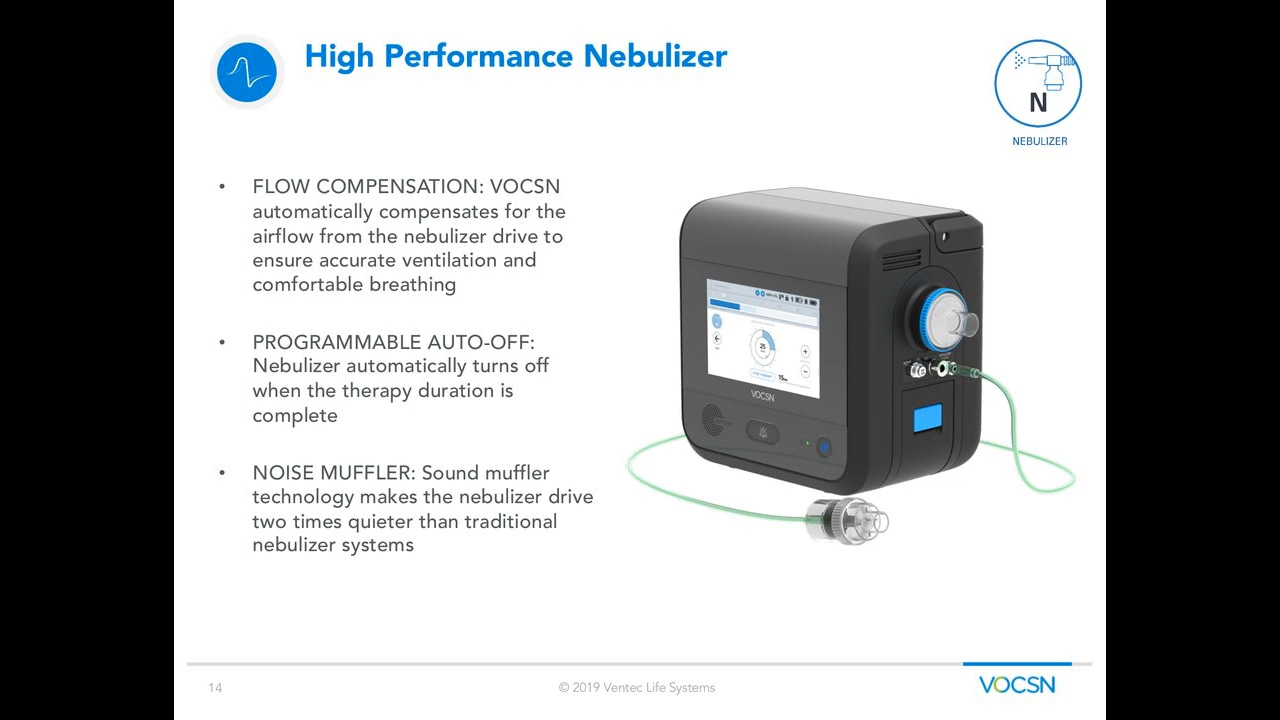 High Performance Nebulizer
N
NEBULIZER
• FLOW COMPENSATION: VOCSN
automatically compensates for the
airflow from the nebulizer drive to
ensure accurate ventilation and
comfortable breathing
• PROGRAMMABLE AUTO-OFF:
Nebulizer automatically turns off
when the therapy duration is
complete
• NOISE MUFFLER: Sound muffler
technology makes the nebulizer drive
two times quieter than traditional
nebulizer systems
25
STOP THERAPY
VOCSN
14
© 2019 Ventec Life Systems
VOCSN